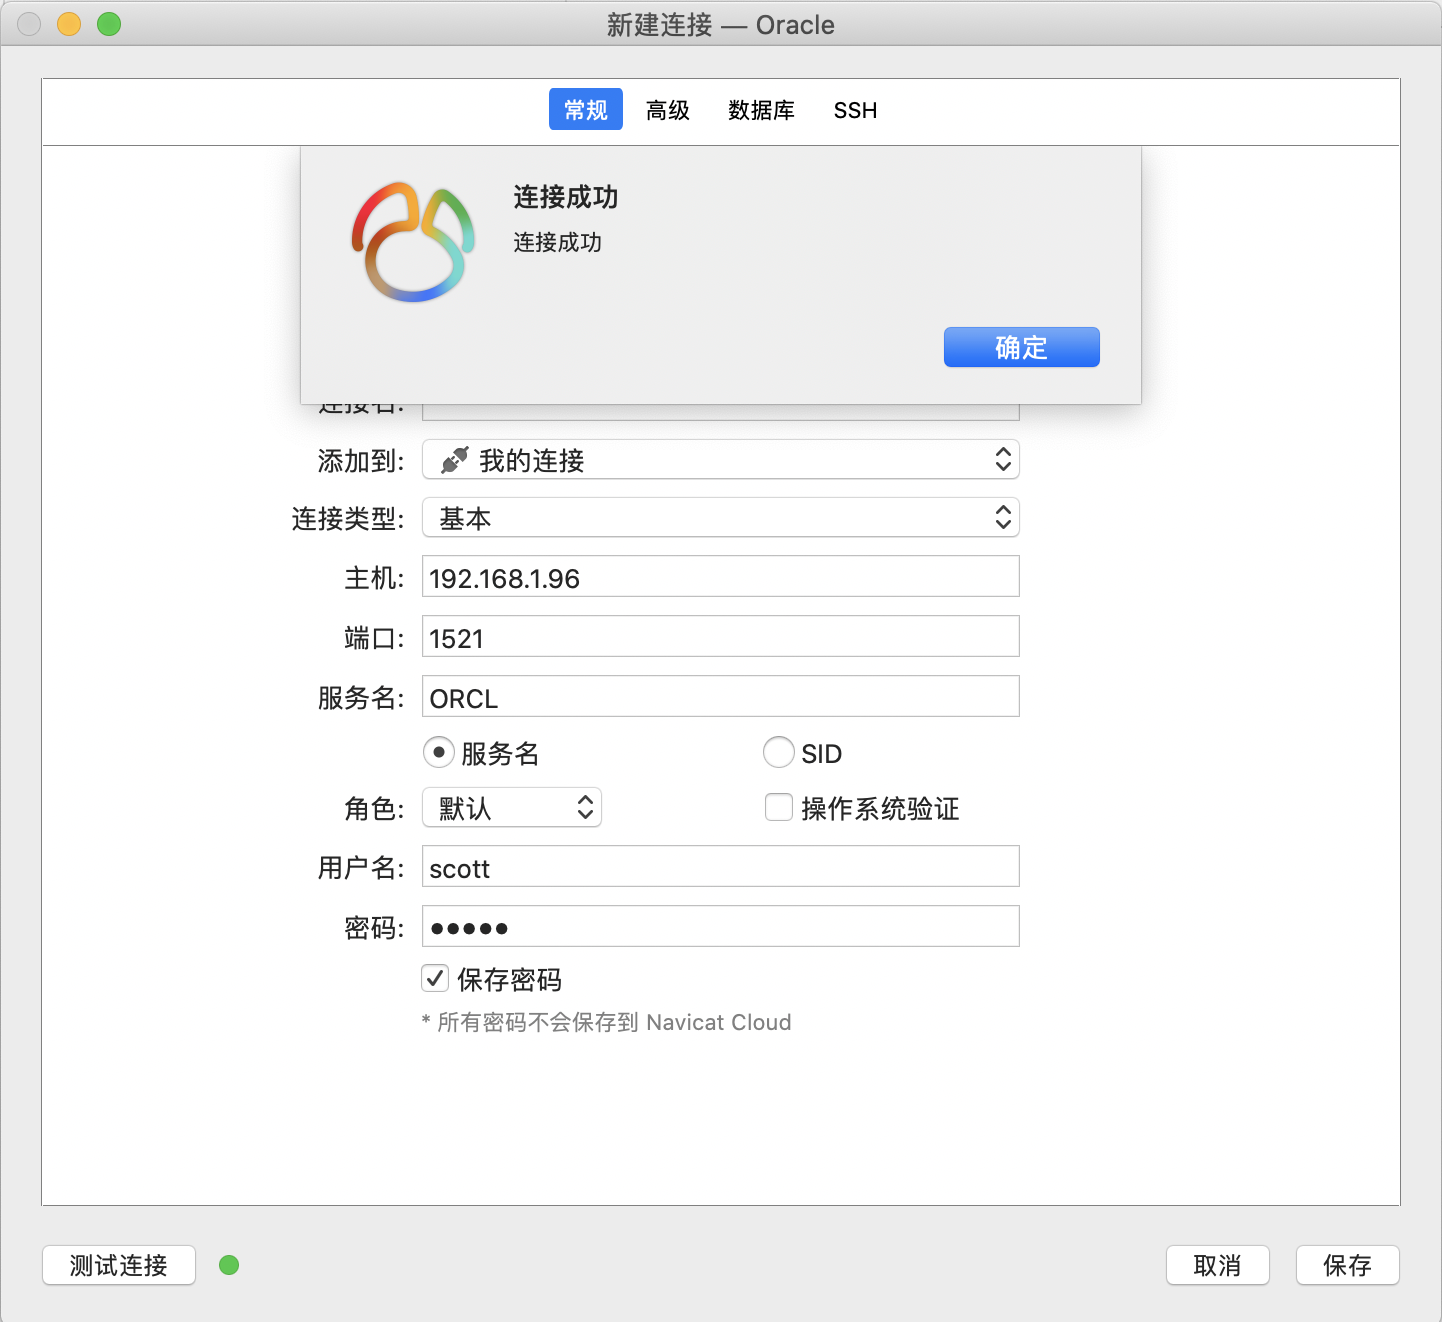 新建连接 — Oracle
常规 高级 数据库 SSH
连接成功
连接成功
确定
连接名:
添加到: 我的连接
连接类型: 基本
主机: 192.168.1.96
端口: 1521
服务名: ORCL
服务名 SID
角色: 默认 操作系统验证
用户名: scott
密码: •••••
保存密码
* 所有密码不会保存到 Navicat Cloud
测试连接 取消 保存